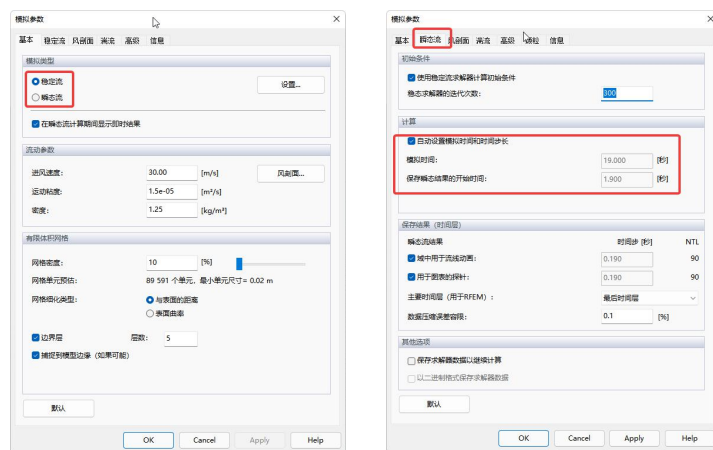 模拟参数
基本 稳定流 风剖面 湍流 高级 信息
模拟类型
稳定流
瞬态流
设置...
在瞬态流计算期间显示即时结果
流动参数
进风速度: 30.00 [m/s] 风剖面...
运动粘度: 1.5e-05 [m²/s]
密度: 1.25 [kg/m³]
有限体积网格
网格密度: 10 [%]
网格单元预估: 89 591 个单元, 最小单元尺寸= 0.02 m
网格细化类型: 与表面的距离
表面曲率
边界层 层数: 5
捕捉到模型边缘 (如果可能)
默认
OK Cancel Apply Help
模拟参数
基本 瞬态流 风剖面 湍流 高级 信息
初始条件
使用稳定流求解器计算初始条件
稳态求解器的迭代次数: 300
计算
自动设置模拟时间和时间步长
模拟时间: 19.000 [秒]
保存瞬态结果的开始时间: 1.900 [秒]
保存结果 (时间层)
瞬态流结果 时间步 [秒] NTL
域中用于流线动画: 0.190 90
用于图表的探针: 0.190 90
主要时间层 (用于RFEM) : 最后时间层
数据压缩误差容限: 0.1 [%]
其他选项
保存求解器数据以继续计算
以二进制格式保存求解器数据
默认
OK Cancel Apply Help